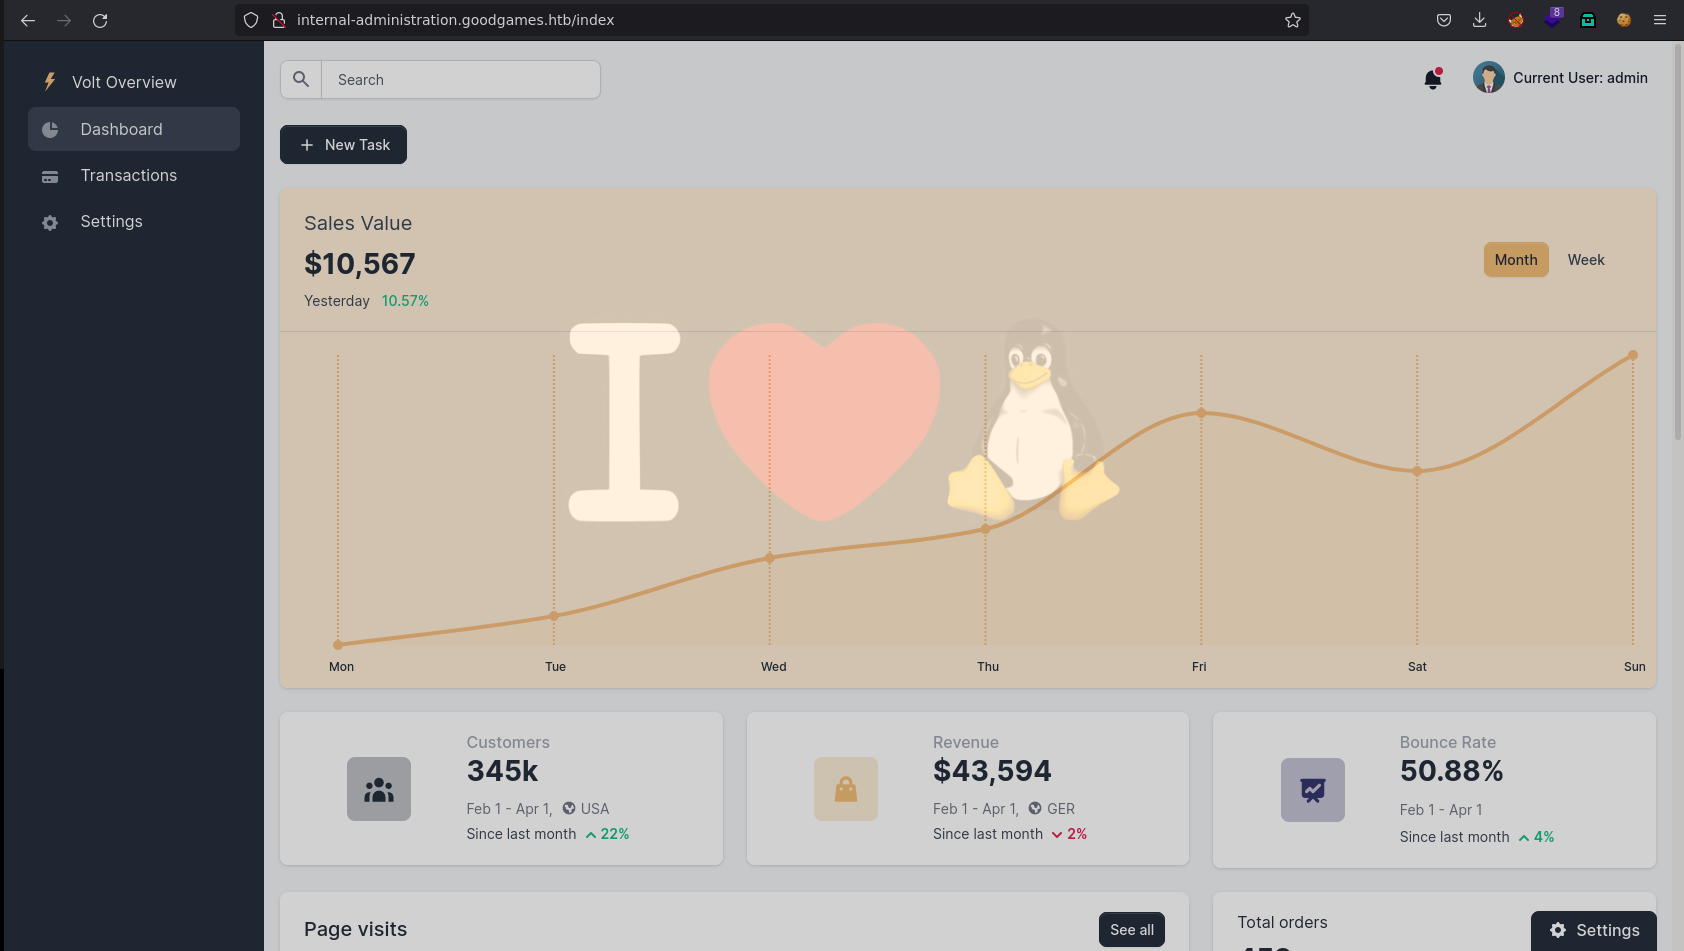 internal-administration.goodgames.htb/index
8
Volt Overview
Dashboard
Transactions
Settings
Search
Current User: admin
New Task
Sales Value
$10,567
Yesterday 10.57%
Month Week
I
Mon Tue Wed Thu Fri Sat Sun
Customers
345k
Feb 1 - Apr 1, USA
Since last month 22%
Revenue
$43,594
Feb 1 - Apr 1, GER
Since last month 2%
Bounce Rate
50.88%
Feb 1 - Apr 1
Since last month 4%
Page visits
See all
Total orders
Settings